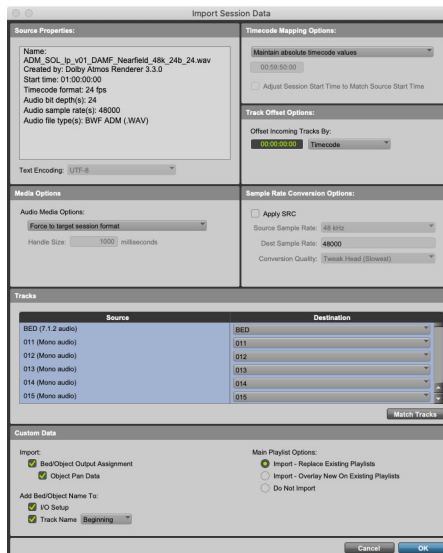 Import Session Data
Source Properties:
Name:
ADM_SOL_lp_v01_DAMF_Nearfield_48k_24b_24.wav
Created by: Dolby Atmos Renderer 3.3.0
Start time: 01:00:00:00
Timecode format: 24 fps
Audio bit depth(s): 24
Audio sample rate(s): 48000
Audio file type(s): BWF ADM (.WAV)
Text Encoding: UTF-8
Timecode Mapping Options:
Maintain absolute timecode values
00:59:50:00
Adjust Session Start Time to Match Source Start Time
Track Offset Options:
Offset Incoming Tracks By:
00:00:00:00 Timecode
Media Options
Audio Media Options:
Force to target session format
Handle Size: 1000 milliseconds
Sample Rate Conversion Options:
Apply SRC
Source Sample Rate: 48 kHz
Dest Sample Rate: 48000
Conversion Quality: Tweak Head (Slowest)
Tracks
Source Destination
BED (7.1.2 audio) BED
011 (Mono audio) 011
012 (Mono audio) 012
013 (Mono audio) 013
014 (Mono audio) 014
015 (Mono audio) 015
Match Tracks
Custom Data
Import:
Bed/Object Output Assignment
Object Pan Data
Add Bed/Object Name To:
I/O Setup
Track Name Beginning
Main Playlist Options:
Import - Replace Existing Playlists
Import - Overlay New On Existing Playlists
Do Not Import
Cancel OK